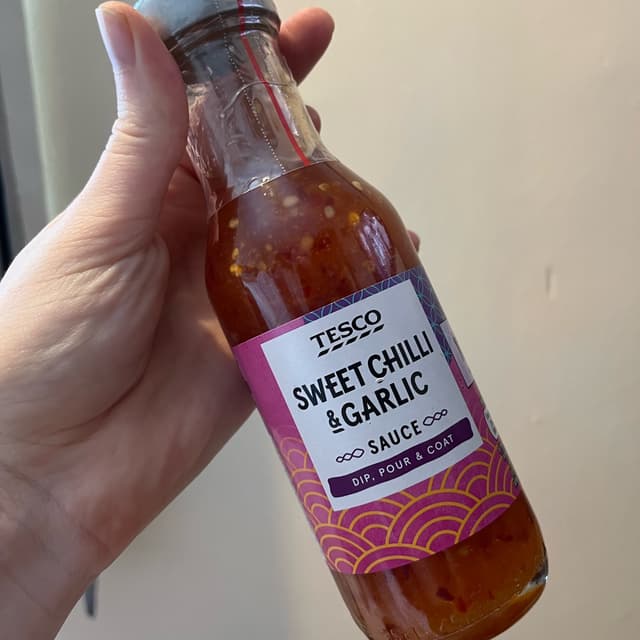 TESCO
SWEET CHILLI
& GARLIC
SAUCE
DIP, POUR & COAT